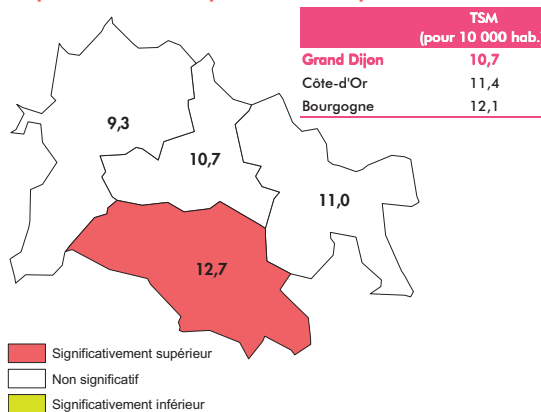 TSM
(pour 10 000 hab.)
Grand Dijon 10,7
Côte-d'Or 11,4
Bourgogne 12,1
9,3
10,7
11,0
12,7
Significativement supérieur
Non significatif
Significativement inférieur